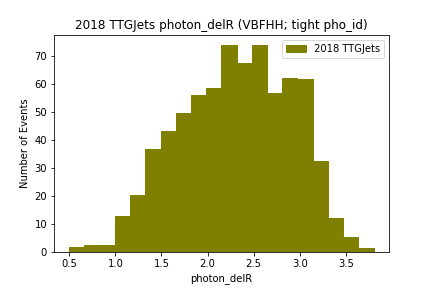 2018 TTGJets photon_delR (VBFHH; tight pho_id)
2018 TTGJets
Number of Events
70
60
50
40
30
20
10
0
0.5 1.0 1.5 2.0 2.5 3.0 3.5
photon_delR